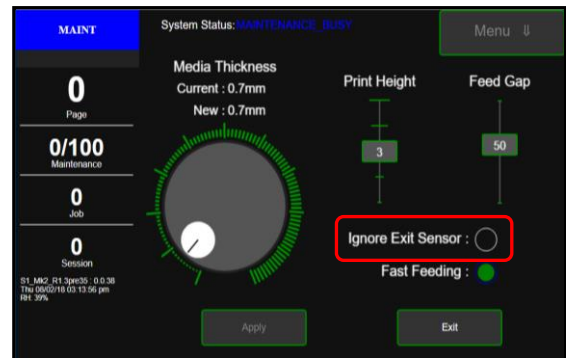 MAINT
System Status: MAINTENANCE_BUSY
Menu ⇓
0
Page
0/100
Maintenance
0
Job
0
Session
S1_Mk2_R1.3pre35 : 0.0.38
Thu 08/02/18 03:13:56 pm
RH: 39%
Media Thickness
Current : 0.7mm
New : 0.7mm
Print Height
3
Feed Gap
50
Ignore Exit Sensor :
Fast Feeding :
Apply
Exit